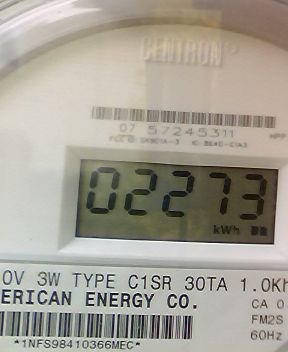 CENTRON®
07 57245311
02273
kWh
0V 3W TYPE C1SR 30TA 1.0Kh
ERICAN ENERGY CO.
CA 0
FM2S
60Hz
*1NFS98410366MEC*